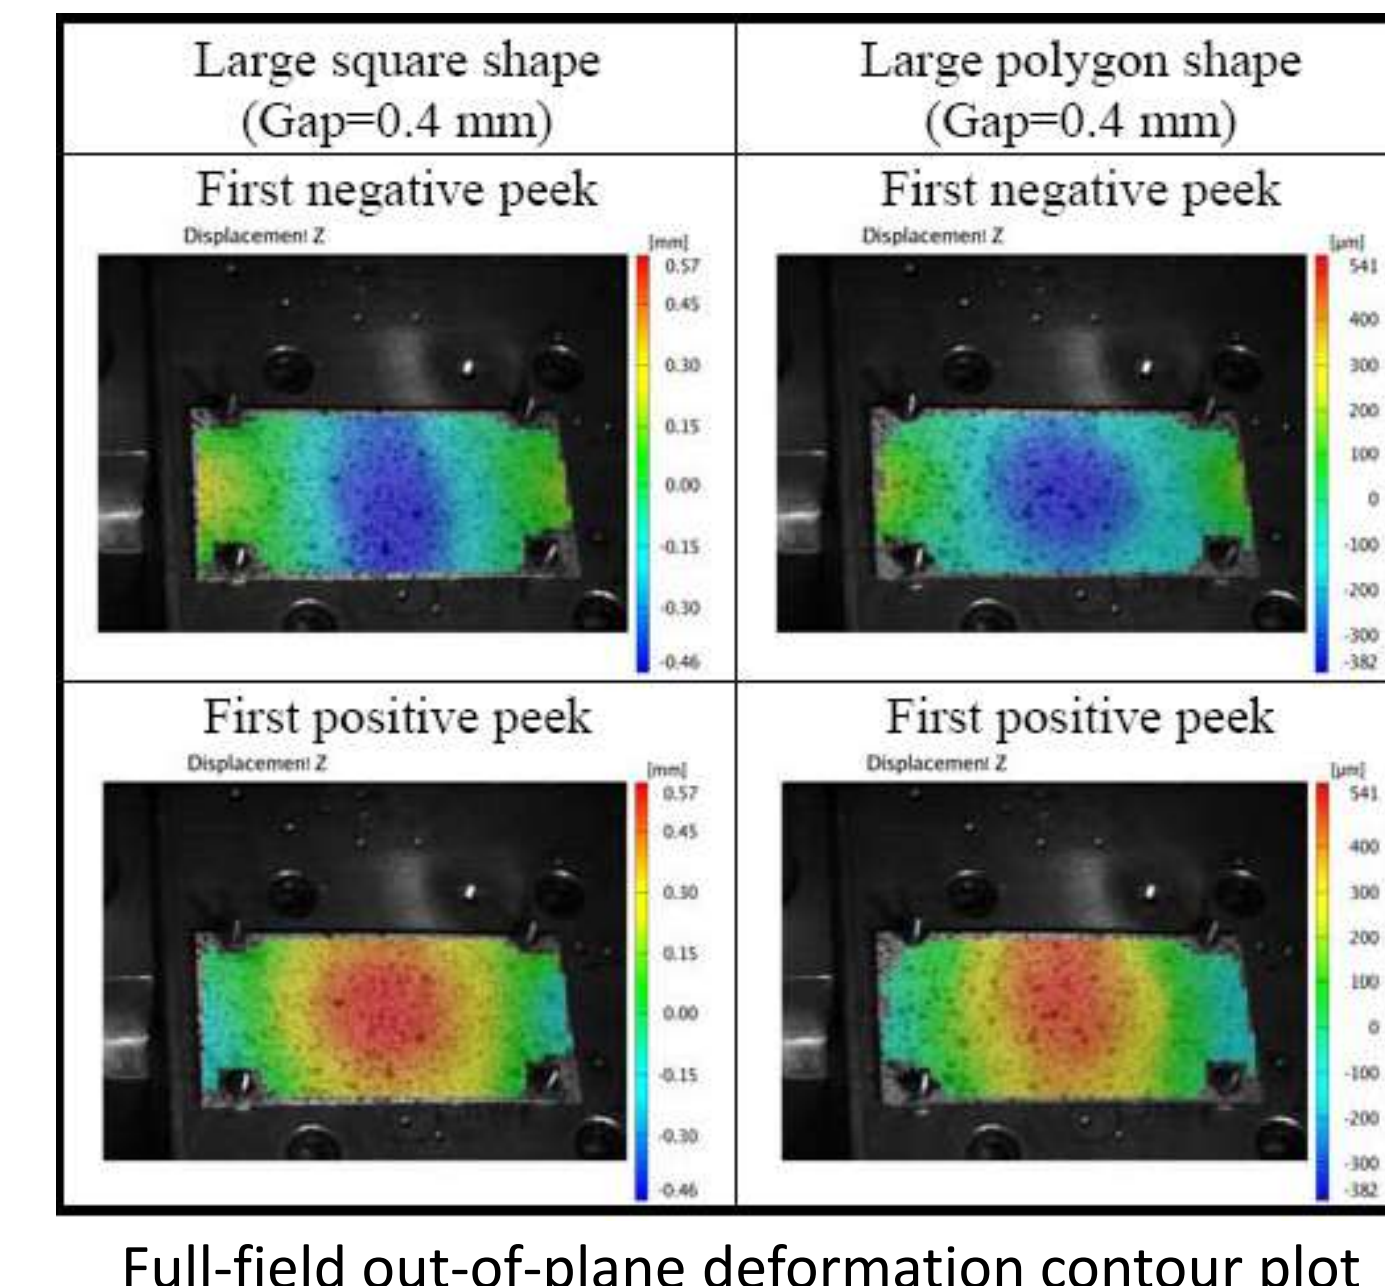 Large square shape
(Gap=0.4 mm)
Large polygon shape
(Gap=0.4 mm)
First negative peek
Displacement Z
[mm]
0.57
0.45
0.30
0.15
0.00
-0.15
-0.30
-0.46
First negative peek
Displacement Z
[µm]
541
400
300
200
100
0
-100
-200
-300
-382
First positive peek
Displacement Z
[mm]
0.57
0.45
0.30
0.15
0.00
-0.15
-0.30
-0.46
First positive peek
Displacement Z
[µm]
541
400
300
200
100
0
-100
-200
-300
-382
Full-field out-of-plane deformation contour plot